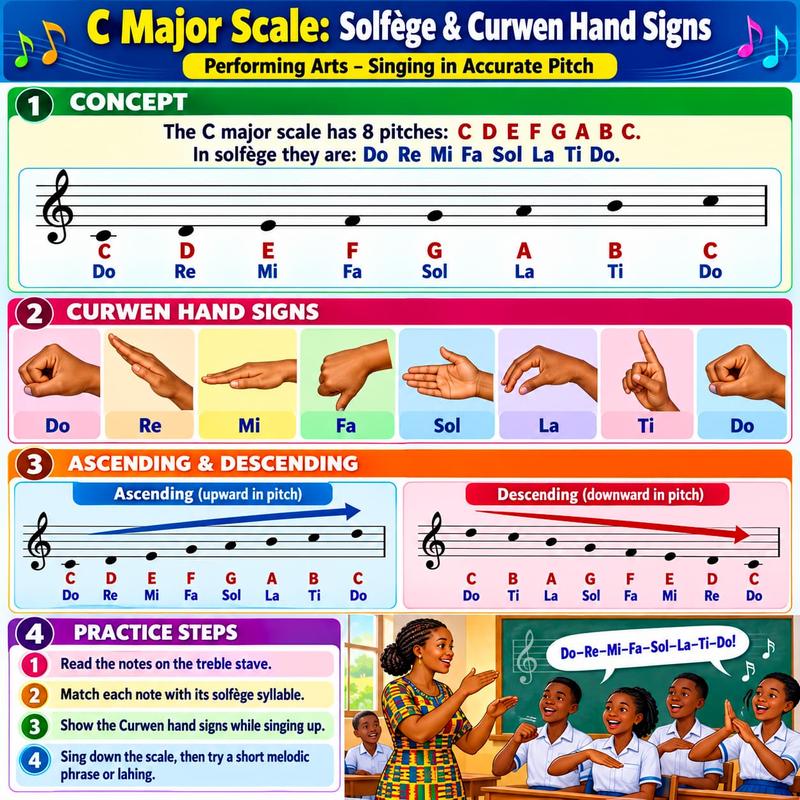 C Major Scale: Solfège & Curwen Hand Signs
Performing Arts – Singing in Accurate Pitch
1 CONCEPT
The C major scale has 8 pitches: C D E F G A B C.
In solfège they are: Do Re Mi Fa Sol La Ti Do.
C D E F G A B C
Do Re Mi Fa Sol La Ti Do
2 CURWEN HAND SIGNS
Do Re Mi Fa Sol La Ti Do
3 ASCENDING & DESCENDING
Ascending (upward in pitch)
C D E F G A B C
Do Re Mi Fa Sol La Ti Do
Descending (downward in pitch)
C B A G F E D C
Do Ti La Sol Fa Mi Re Do
4 PRACTICE STEPS
1 Read the notes on the treble stave.
2 Match each note with its solfège syllable.
3 Show the Curwen hand signs while singing up.
4 Sing down the scale, then try a short melodic
phrase or lahing.
Do–Re–Mi–Fa–Sol–La–Ti–Do!